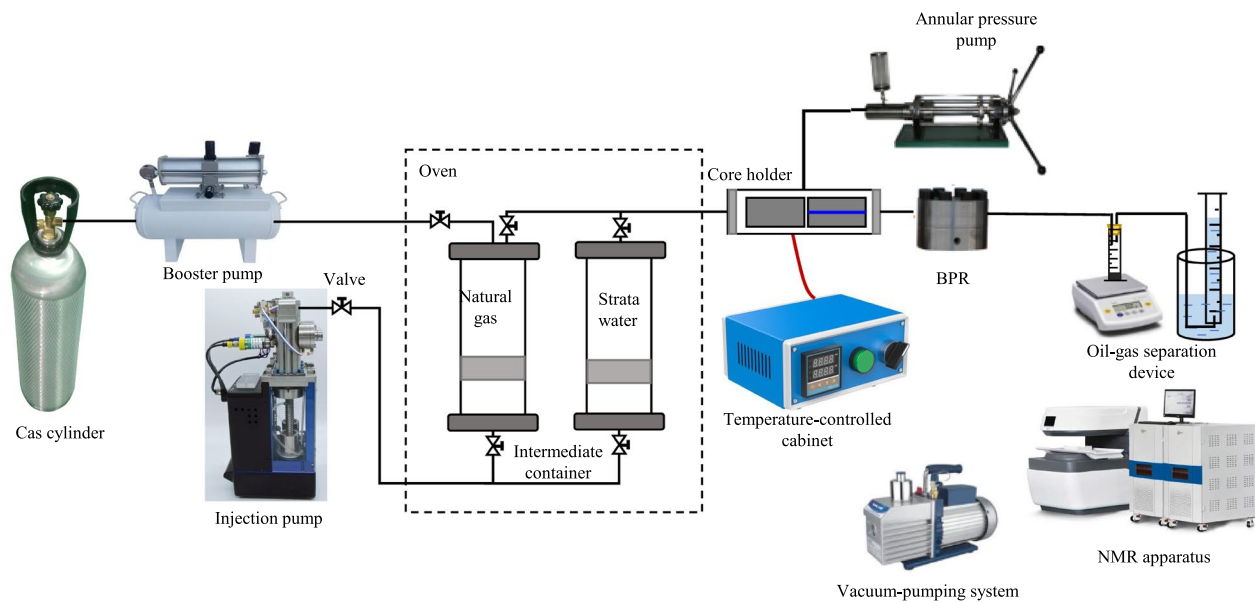 Annular pressure
pump
Oven
Core holder
Booster pump
Valve
Natural
gas
Strata
water
BPR
Oil-gas separation
device
Cas cylinder
Temperature-controlled
cabinet
Intermediate
container
Injection pump
NMR apparatus
Vacuum-pumping system